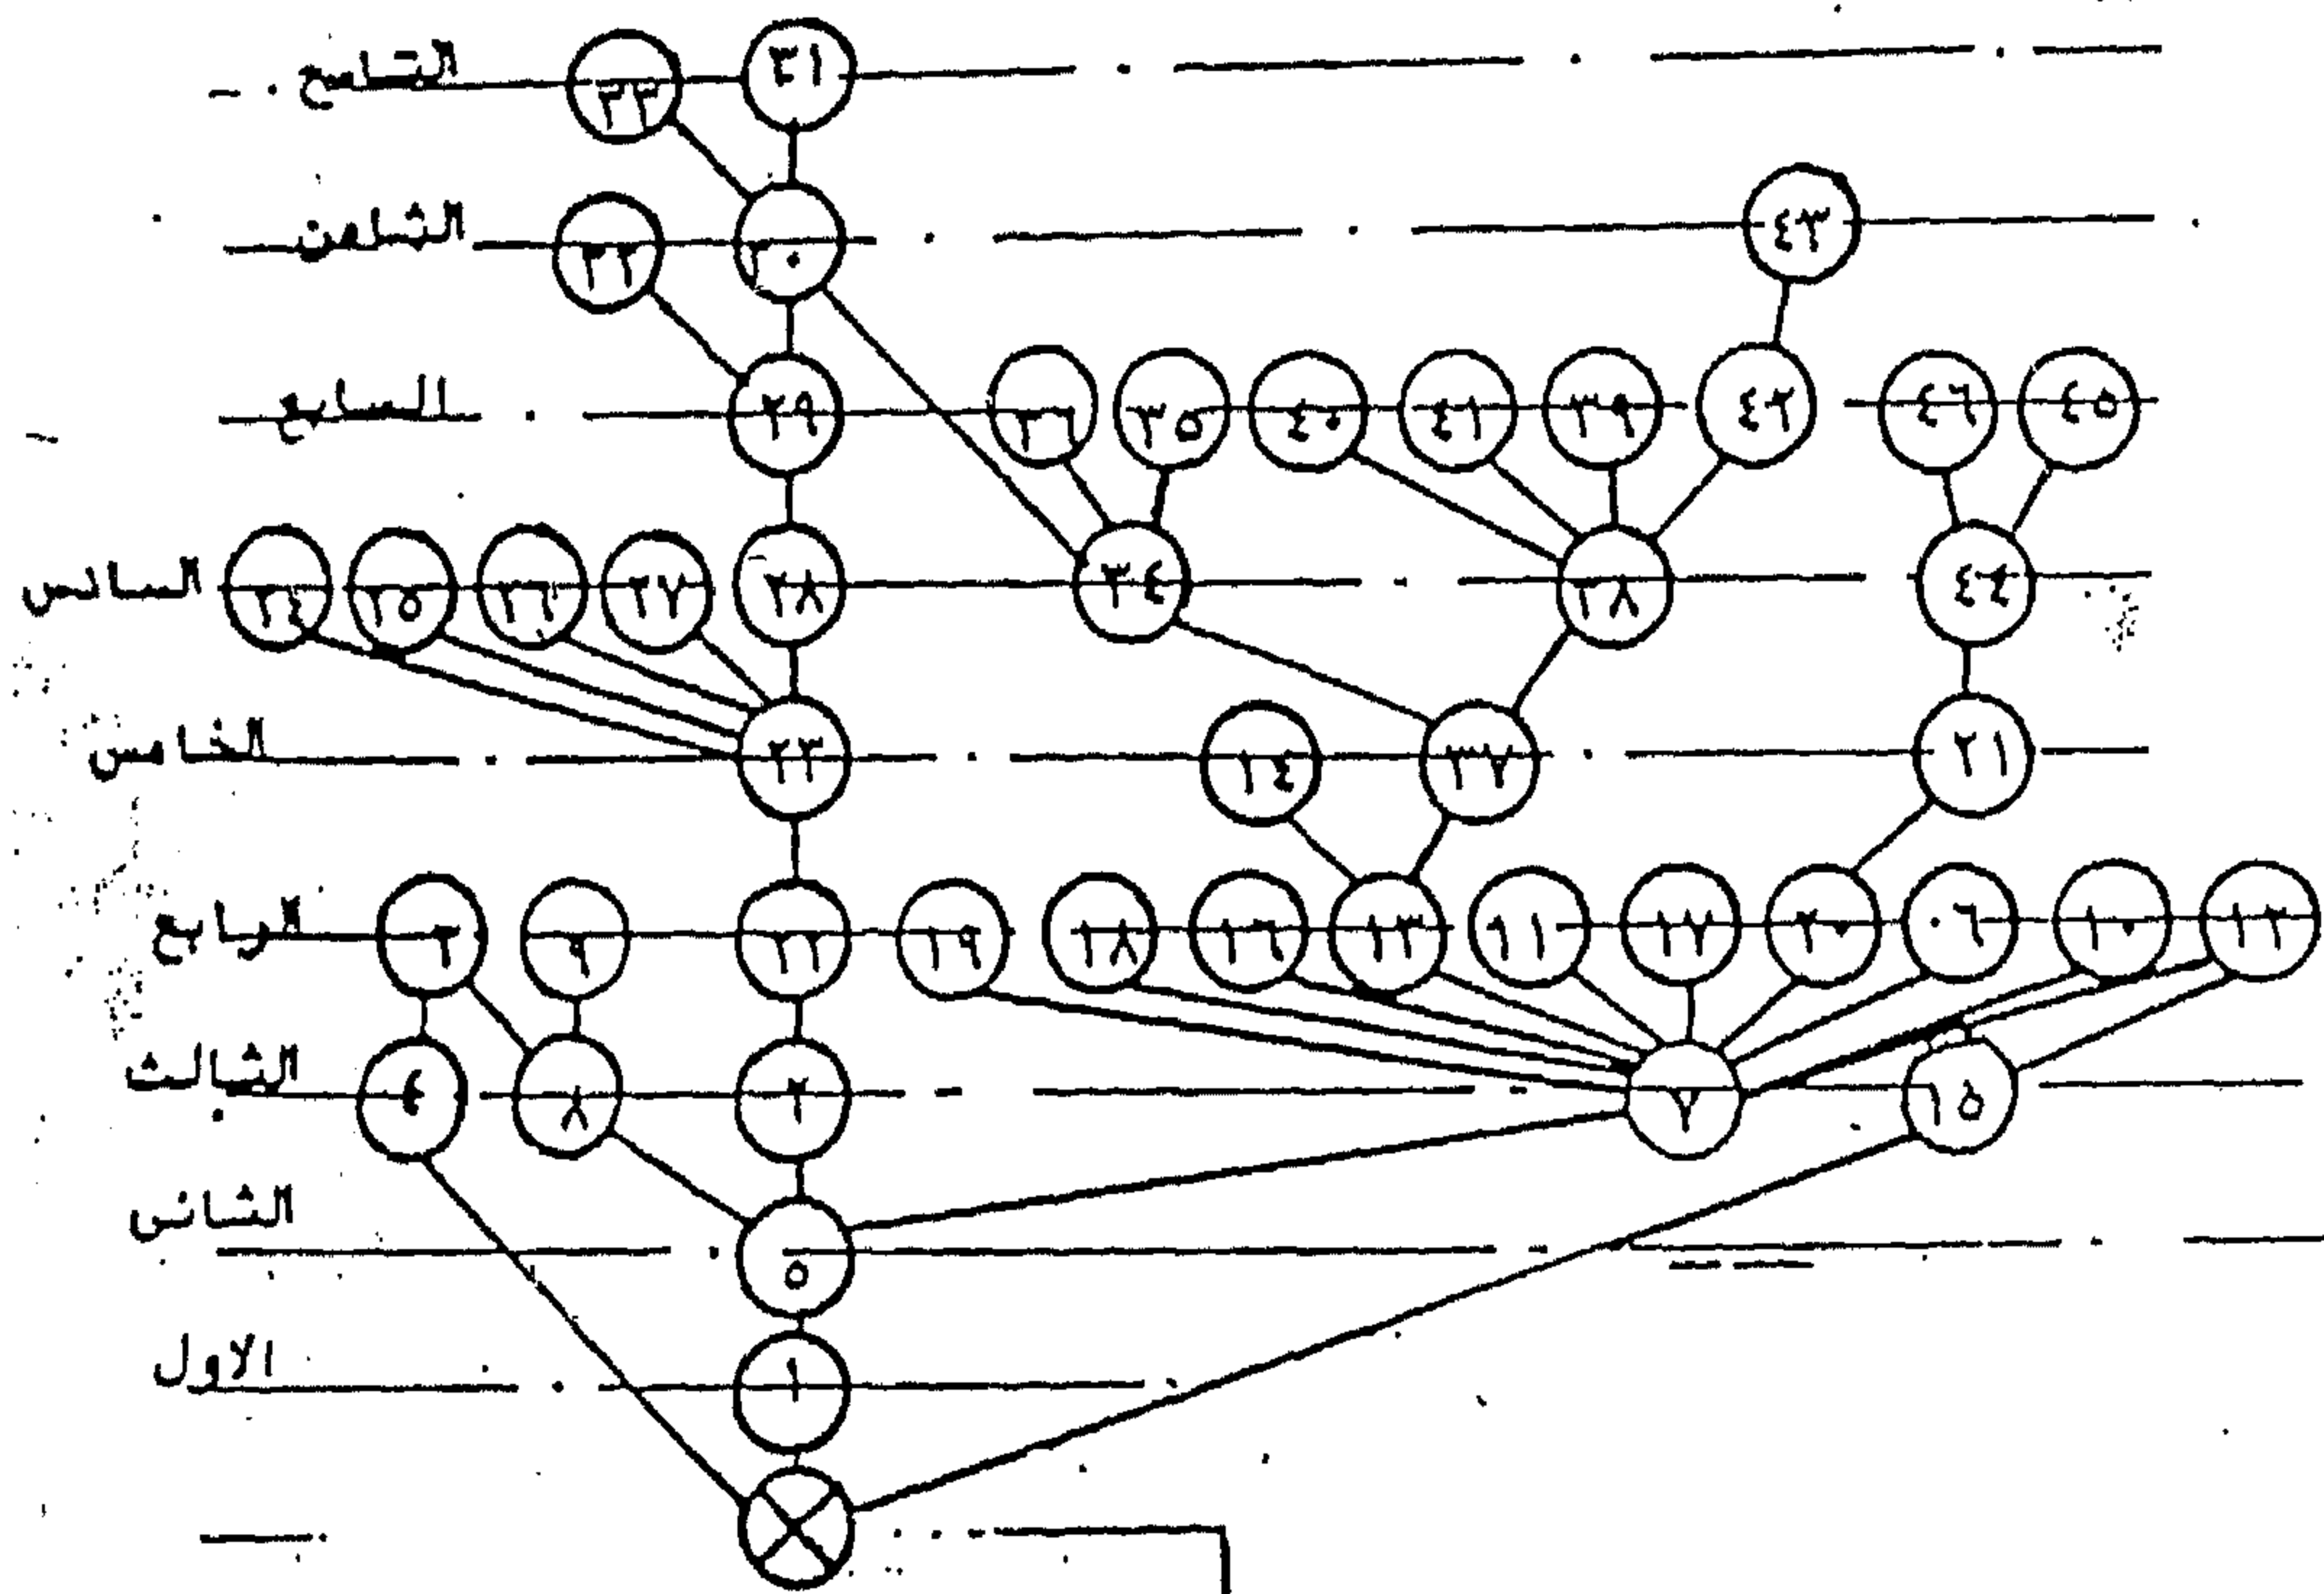 ٣١ ٣٣ التاسع
٤٣ ٣٠ ٣٢ الثامن
٤٥ ٤٦ ٤٢ ٣٩ ٤١ ٤٠ ٣٥ ٣٦ ٢٩ السابع
٤٤ ٣٨ ٣٤ ٢٨ ٢٧ ٢٦ ٢٥ ٢٤ السادس
٢١ ٣٧ ١٤ ٢٣ الخامس
١٢ ١٠ ٠٦ ٢٠ ١٧ ١١ ١٣ ١٦ ١٨ ١٩ ٢٢ ٩ ٣ الرابع
١٥ ٧ ٢ ٨ ٤ الثالث
٥ الثانى
١ الاول